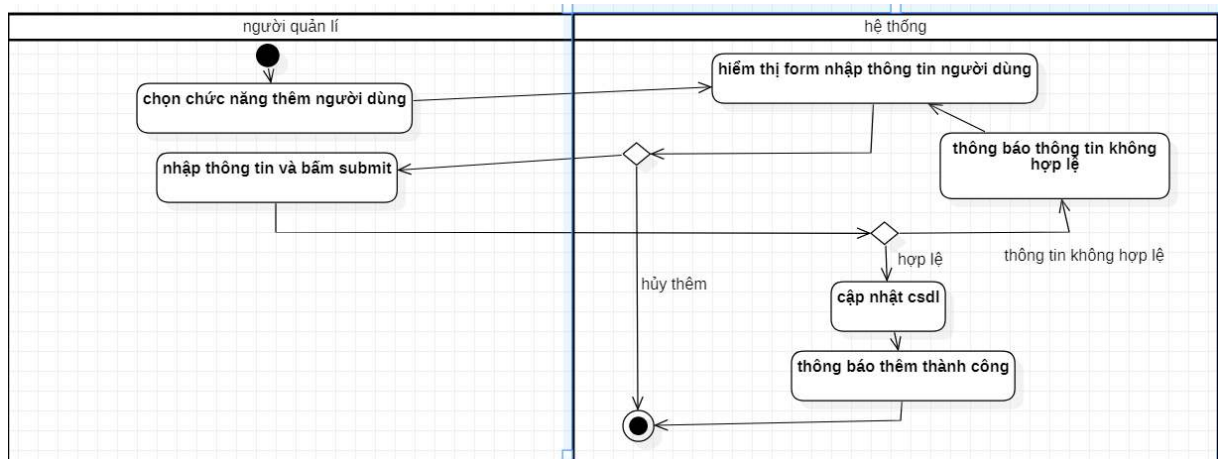 người quản lí
hệ thống
chọn chức năng thêm người dùng
hiểm thị form nhập thông tin người dùng
nhập thông tin và bấm submit
thông báo thông tin không
hợp lệ
hợp lệ
thông tin không hợp lệ
hủy thêm
cập nhật csdl
thông báo thêm thành công